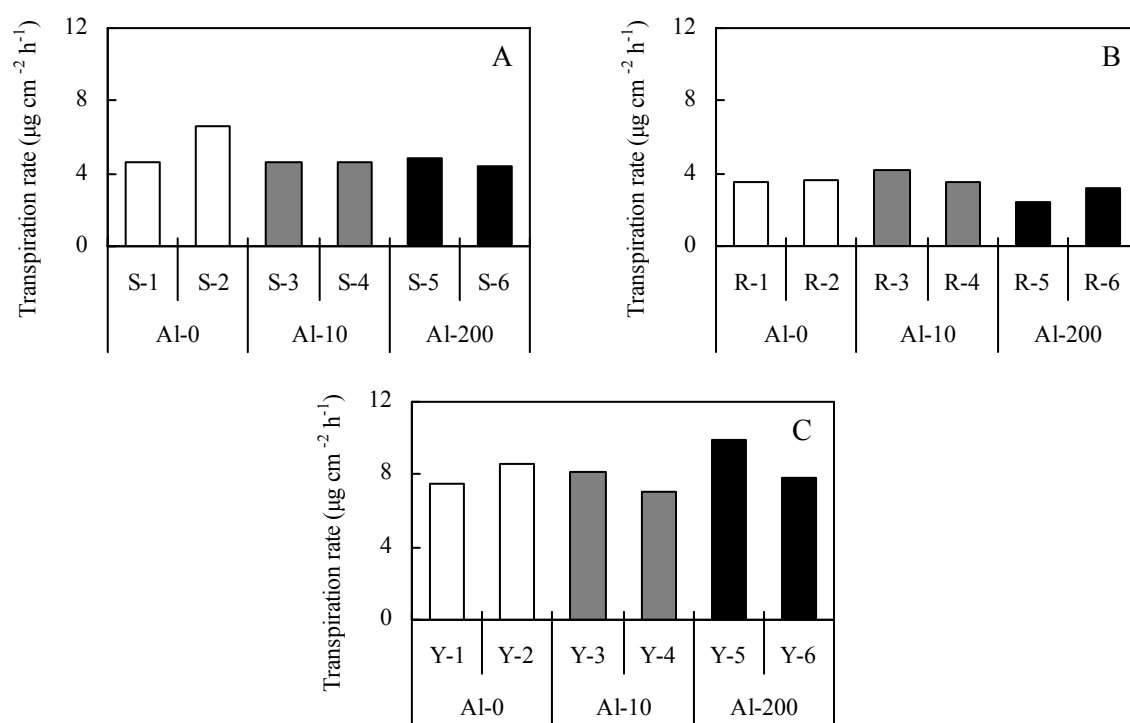 Transpiration rate (µg cm⁻² h⁻¹)
12
8
4
0
A
S-1 S-2 S-3 S-4 S-5 S-6
Al-0 Al-10 Al-200
Transpiration rate (µg cm⁻² h⁻¹)
12
8
4
0
B
R-1 R-2 R-3 R-4 R-5 R-6
Al-0 Al-10 Al-200
Transpiration rate (µg cm⁻² h⁻¹)
12
8
4
0
C
Y-1 Y-2 Y-3 Y-4 Y-5 Y-6
Al-0 Al-10 Al-200